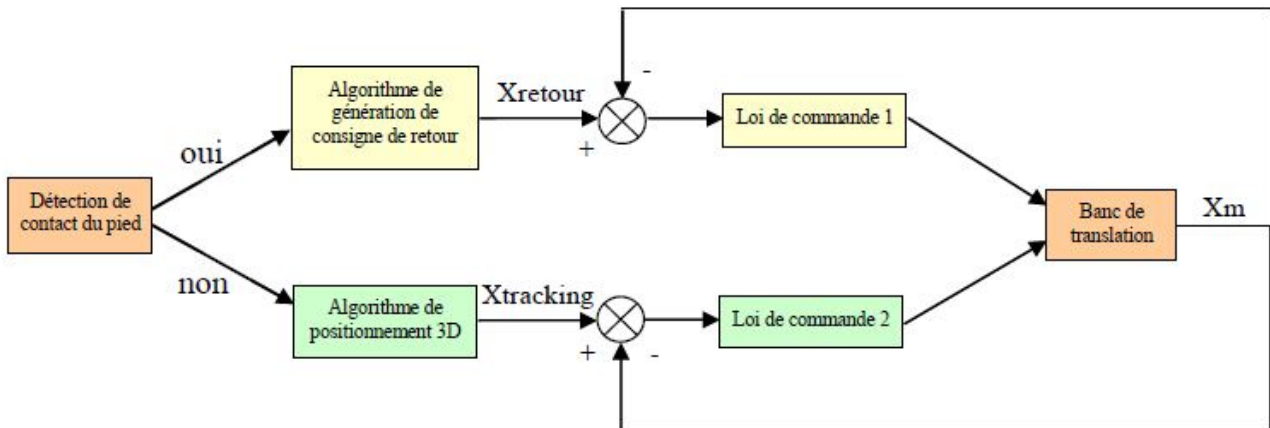 Détection de
contact du pied
oui
non
Algorithme de
génération de
consigne de retour
Xretour
-
+
Loi de commande 1
Algorithme de
positionnement 3D
Xtracking
+
-
Loi de commande 2
Banc de
translation
Xm